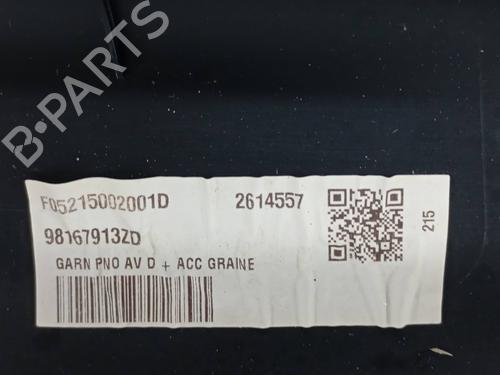 B-PARTS
F05215002001D 2614557
98167913ZD
GARN PNO AV D + ACC GRAINE
215